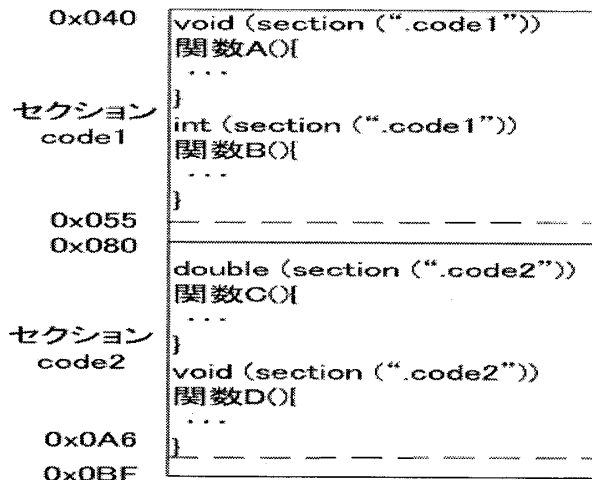 0x040
void (section (“.code1”))
関数A(){
...
}
セクション
code1
int (section (“.code1”))
関数B(){
...
}
0x055
0x080
double (section (“.code2”))
関数C(){
...
}
セクション
code2
void (section (“.code2”))
関数D(){
...
}
0x0A6
0x0BF